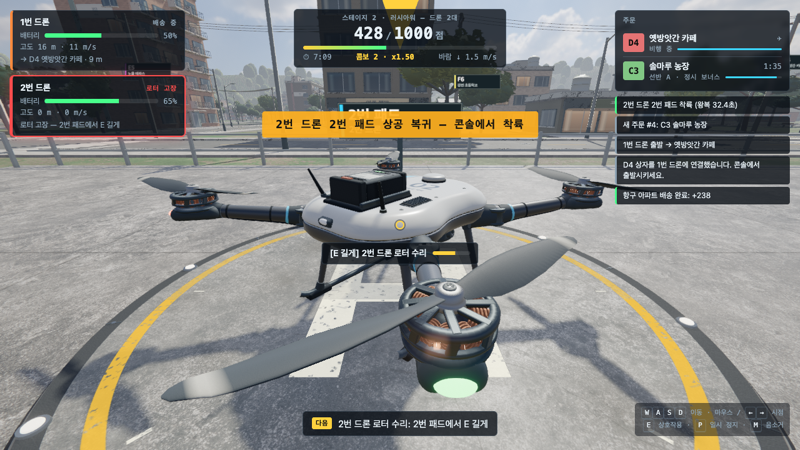 1번 드론 배송 중
배터리 50%
고도 16 m · 11 m/s
→ D4 옛방앗간 카페 · 9 m
2번 드론 로터 고장
배터리 65%
고도 0 m · 0 m/s
로터 고장 — 2번 패드에서 E 길게
스테이지 2 · 러시아워 — 드론 2대
428 / 1000 점
7:09 콤보 2 · x1.50 바람 ↓ 1.5 m/s
F6
2번 드론 2번 패드 상공 복귀 — 콘솔에서 착륙
주문
D4 옛방앗간 카페
비행 중
C3 솔마루 농장 1:35
선반 A · 정시 보너스
2번 드론 2번 패드 착륙 (왕복 32.4초)
새 주문 #4: C3 솔마루 농장
1번 드론 출발 → 옛방앗간 카페
D4 상자를 1번 드론에 연결했습니다. 콘솔에서
출발시키세요.
항구 아파트 배송 완료: +238
[E 길게] 2번 드론 로터 수리
다음 2번 드론 로터 수리: 2번 패드에서 E 길게
W A S D 이동 · 마우스 / ← → 시점
E 상호작용 · P 일시 정지 · M 음소거